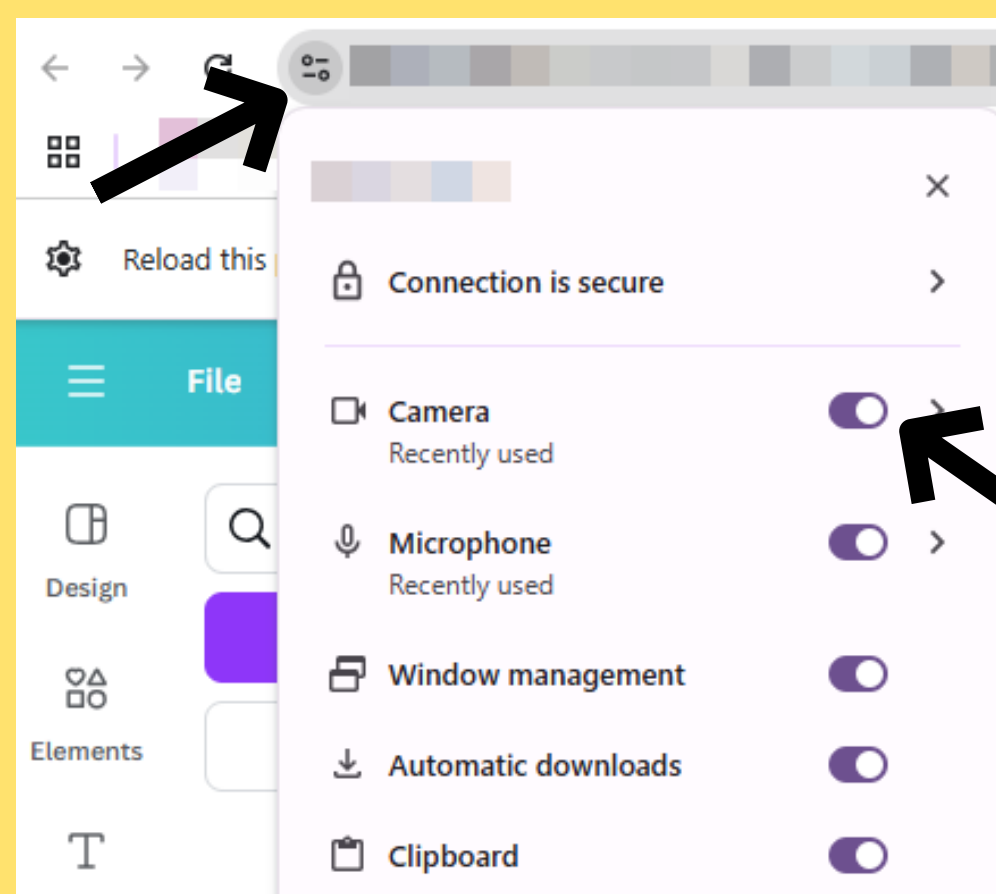 Reload this
Connection is secure
File
Camera
Recently used
Microphone
Recently used
Design
Window management
Elements
Automatic downloads
Clipboard